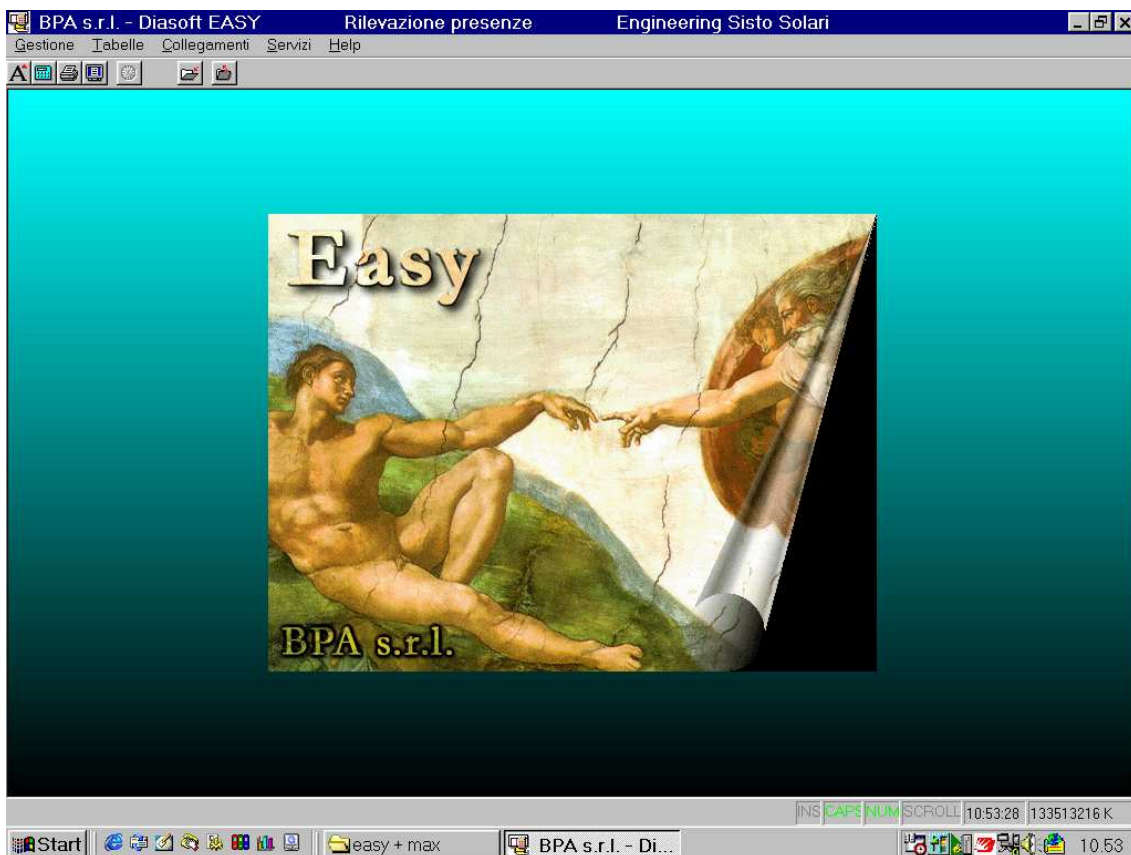 BPA s.r.l. - Diasoft EASY Rilevazione presenze Engineering Sisto Solari
Gestione Tabelle Collegamenti Servizi Help
A
Easy
BPA s.r.l.
INS CAPS NUM SCROLL 10:53:28 133513216 K
Start easy + max BPA s.r.l. - Di... 10.53